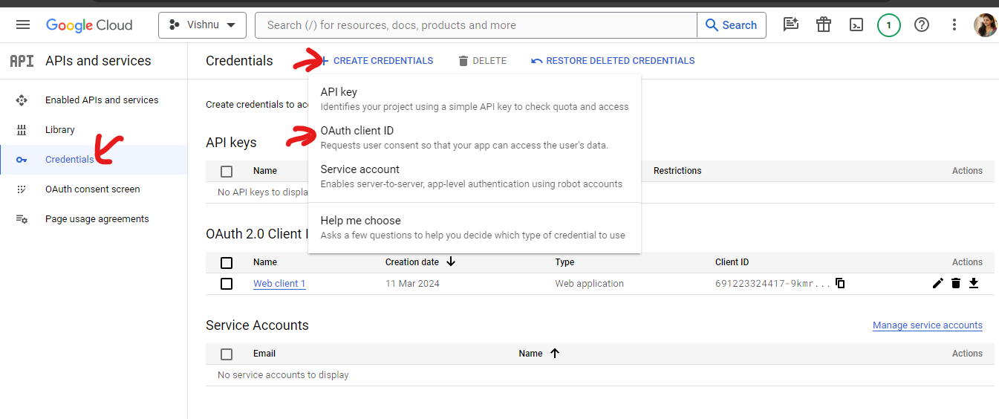 Google Cloud
Vishnu
Search (/) for resources, docs, products and more
Search
1
API
APIs and services
Credentials
CREATE CREDENTIALS
DELETE
RESTORE DELETED CREDENTIALS
Enabled APIs and services
Library
Credentials
OAuth consent screen
Page usage agreements
Create credentials to acc
API key
Identifies your project using a simple API key to check quota and access
OAuth client ID
Requests user consent so that your app can access the user's data.
Service account
Enables server-to-server, app-level authentication using robot accounts
Help me choose
Asks a few questions to help you decide which type of credential to use
API keys
Name
Restrictions
Actions
No API keys to displa
OAuth 2.0 Client I
Name
Creation date
Type
Client ID
Actions
Web client 1
11 Mar 2024
Web application
691223324417-9kmr...
Service Accounts
Manage service accounts
Email
Name
Actions
No service accounts to display